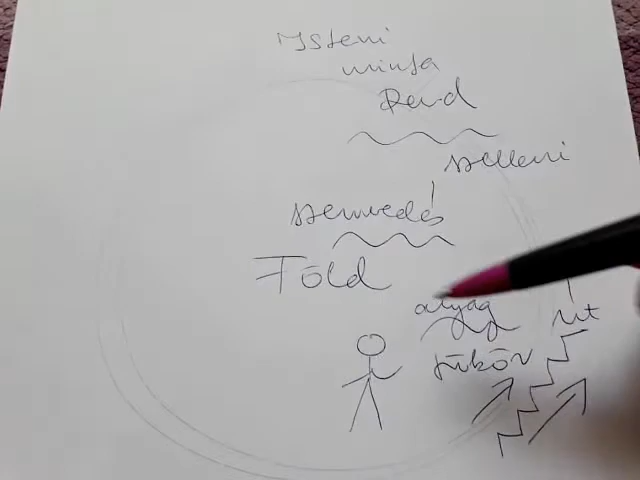 Isteni
minta
Rend
szellemi
szenvedés
Föld
anyag
út
tükör